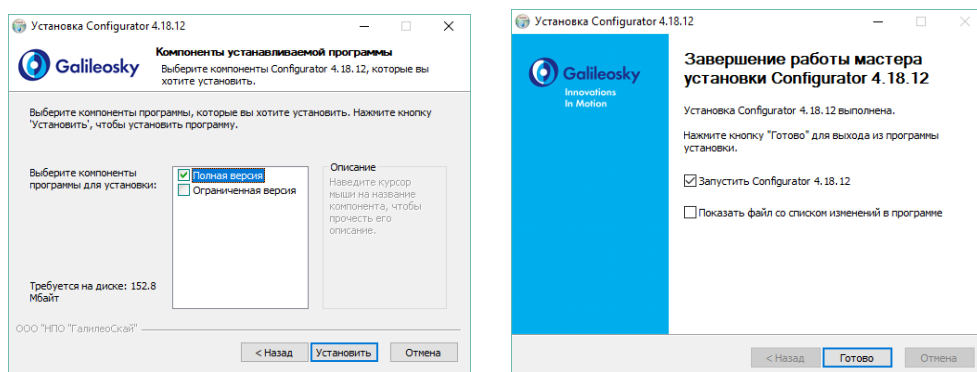 Установка Configurator 4.18.12
Galileosky
Компоненты устанавливаемой программы
Выберите компоненты Configurator 4.18.12, которые вы
хотите установить.
Выберите компоненты программы, которые вы хотите установить. Нажмите кнопку
'Установить', чтобы установить программу.
Выберите компоненты
программы для установки:
Полная версия
Ограниченная версия
Описание
Наведите курсор
мыши на название
компонента, чтобы
прочесть его
описание.
Требуется на диске: 152.8
Мбайт
ООО "НПО "ГалилеоСкай"
< Назад
Установить
Отмена
Установка Configurator 4.18.12
Galileosky
Innovations
In Motion
Завершение работы мастера
установки Configurator 4.18.12
Установка Configurator 4.18.12 выполнена.
Нажмите кнопку "Готово" для выхода из программы
установки.
Запустить Configurator 4.18.12
Показать файл со списком изменений в программе
< Назад
Готово
Отмена